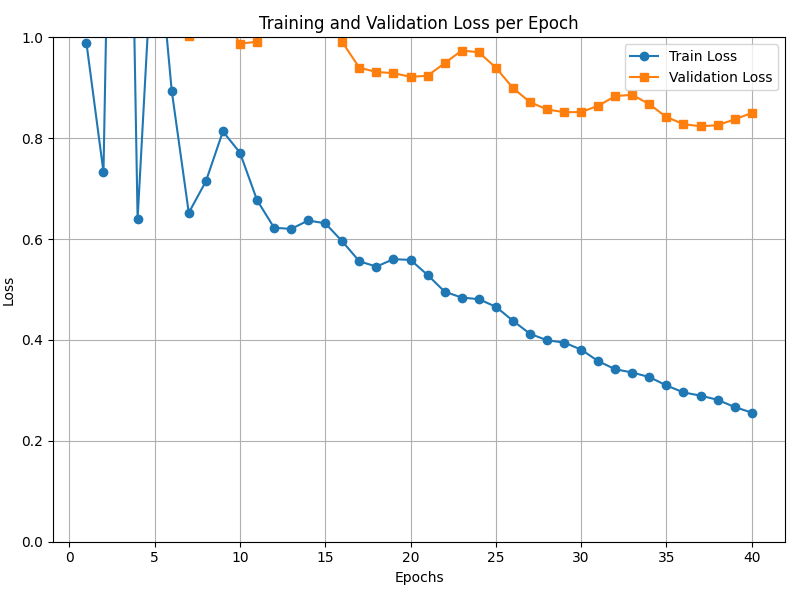 Training and Validation Loss per Epoch
Train Loss
Validation Loss
1.0
0.8
0.6
0.4
0.2
0.0
Loss
0 5 10 15 20 25 30 35 40
Epochs